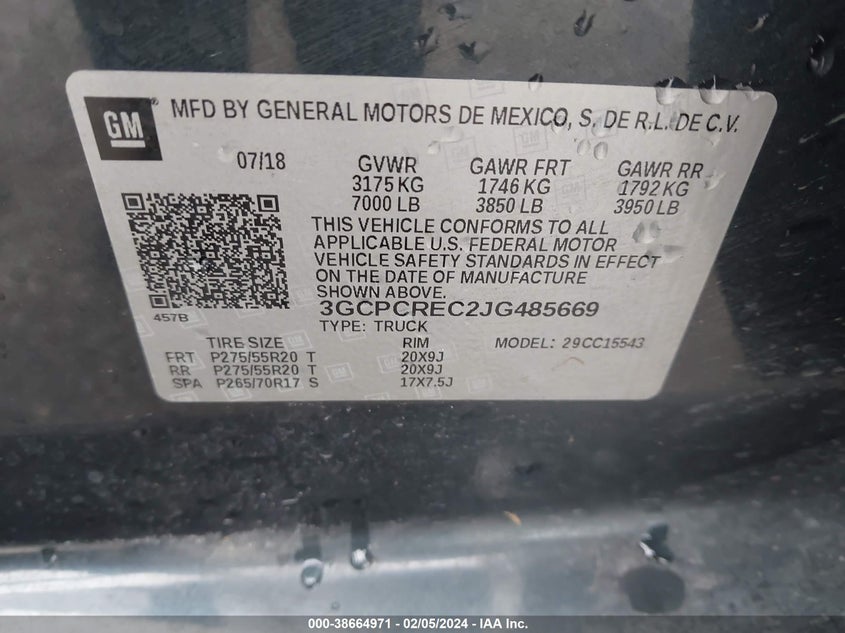 GM
MFD BY GENERAL MOTORS DE MEXICO, S. DE R.L. DE C.V.
07/18 GVWR GAWR FRT GAWR RR
3175 KG 1746 KG 1792 KG
7000 LB 3850 LB 3950 LB
THIS VEHICLE CONFORMS TO ALL
APPLICABLE U.S. FEDERAL MOTOR
VEHICLE SAFETY STANDARDS IN EFFECT
ON THE DATE OF MANUFACTURE
SHOWN ABOVE.
457B
3GCPCREC2JG485669
TYPE: TRUCK
TIRE SIZE RIM MODEL: 29CC15543
FRT P275/55R20 T 20X9J
RR P275/55R20 T 20X9J
SPA P265/70R17 S 17X7.5J
000-38664971 — 02/05/2024 — IAA Inc.